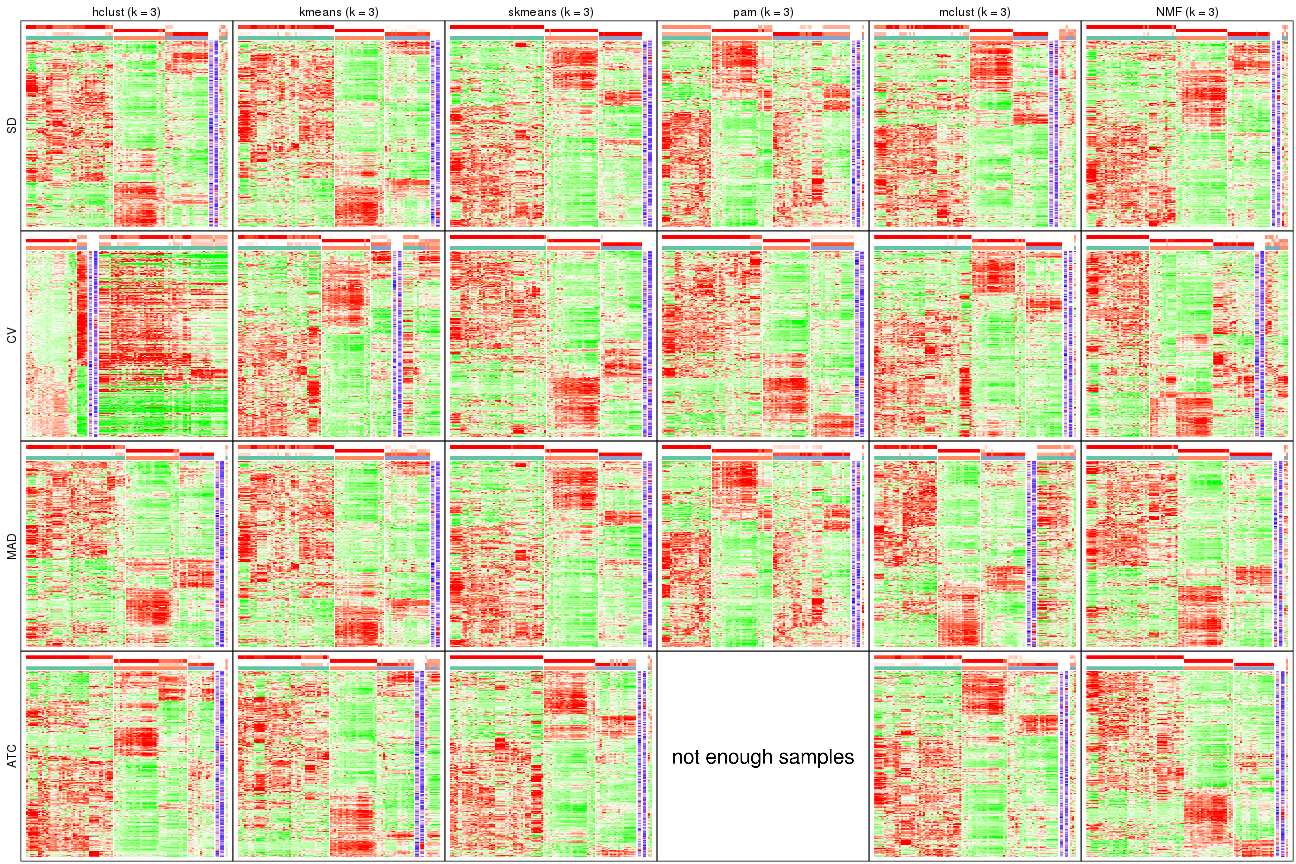 hclust (k = 3) kmeans (k = 3) skmeans (k = 3) pam (k = 3) mclust (k = 3) NMF (k = 3)
SD
CV
MAD
ATC
not enough samples